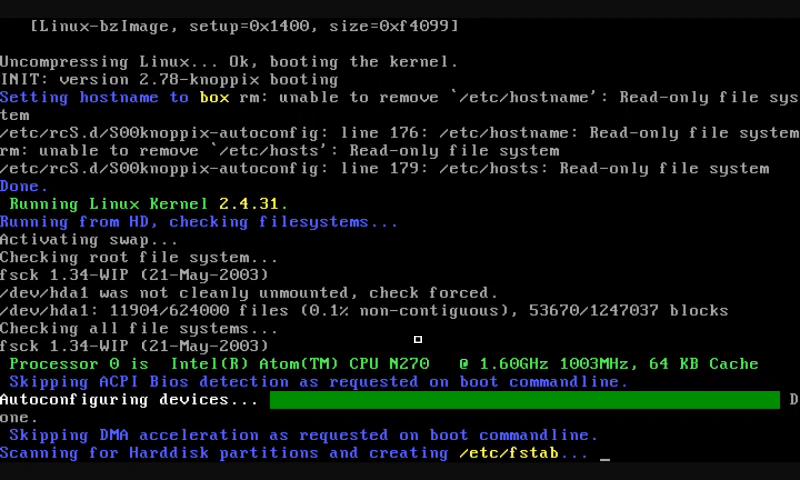 [Linux-bzImage, setup=0x1400, size=0xf4099]
Uncompressing Linux... Ok, booting the kernel.
INIT: version 2.78-knoppix booting
Setting hostname to box rm: unable to remove `/etc/hostname': Read-only file sys
tem
/etc/rcS.d/S00knoppix-autoconfig: line 176: /etc/hostname: Read-only file system
rm: unable to remove `/etc/hosts': Read-only file system
/etc/rcS.d/S00knoppix-autoconfig: line 179: /etc/hosts: Read-only file system
Done.
Running Linux Kernel 2.4.31.
Running from HD, checking filesystems...
Activating swap...
Checking root file system...
fsck 1.34-WIP (21-May-2003)
/dev/hda1 was not cleanly unmounted, check forced.
/dev/hda1: 11904/624000 files (0.1% non-contiguous), 53670/1247037 blocks
Checking all file systems...
fsck 1.34-WIP (21-May-2003)
Processor 0 is Intel(R) Atom(TM) CPU N270 @ 1.60GHz 1003MHz, 64 KB Cache
Skipping ACPI Bios detection as requested on boot commandline.
Autoconfiguring devices... D
one.
Skipping DMA acceleration as requested on boot commandline.
Scanning for Harddisk partitions and creating /etc/fstab... _